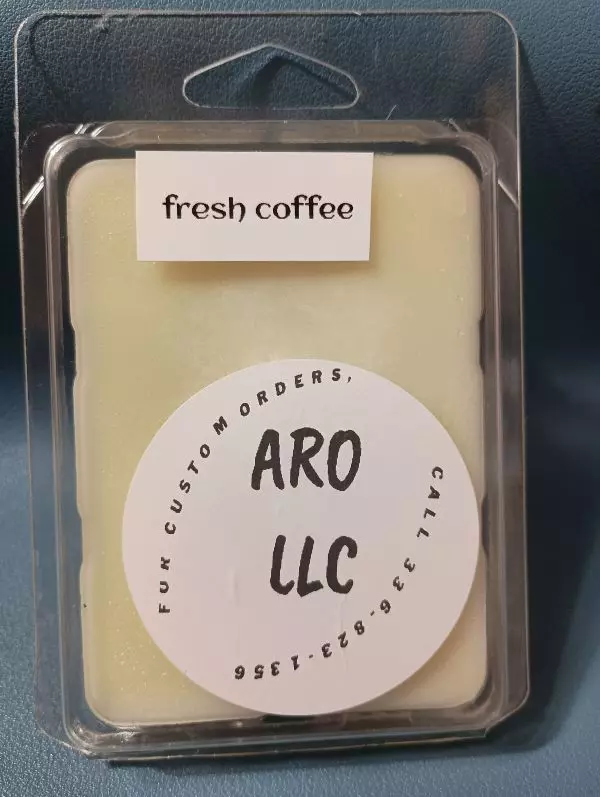 fresh coffee
FOR CUSTOM ORDERS,
ARO
LLC
CALL 336-823-1356